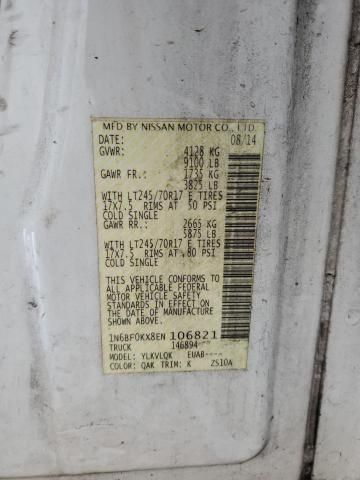 MFD BY NISSAN MOTOR CO., LTD.
DATE: 08/14
GVWR: 4128 KG
9100 LB
GAWR FR.: 1735 KG
3825 LB
WITH LT245/70R17 E TIRES
17X7.5 RIMS AT 50 PSI
COLD SINGLE
GAWR RR.: 2665 KG
5875 LB
WITH LT245/70R17 E TIRES
17X7.5 RIMS AT 80 PSI
COLD SINGLE
THIS VEHICLE CONFORMS TO ALL
APPLICABLE FEDERAL
MOTOR VEHICLE SAFETY
STANDARDS IN EFFECT ON THE
DATE OF MANUFACTURE SHOWN
ABOVE.
1N6BF0KX8EN 106821
TRUCK 146894
MODEL: YLKVLQK EUAB----
COLOR: QAK TRIM: K ZS10A